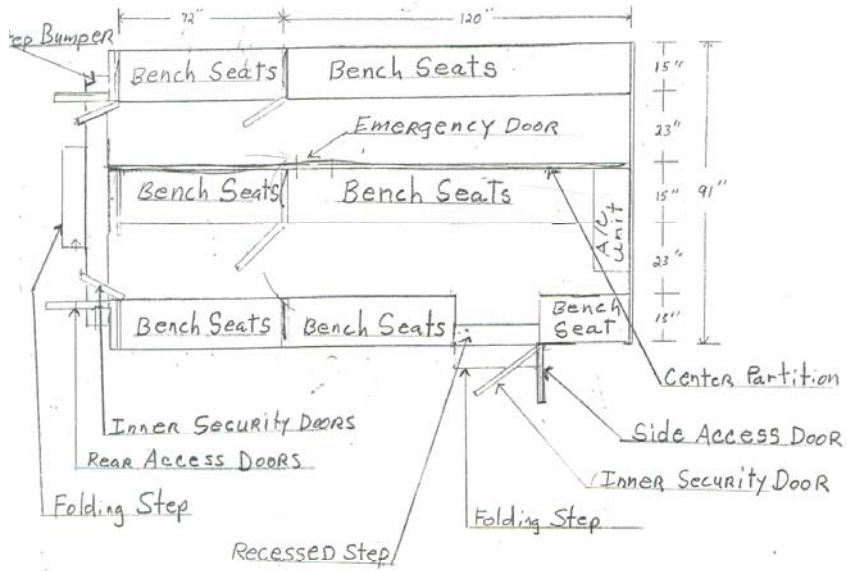 72"
120"
ep Bumper
Bench Seats
Bench Seats
15"
23"
Emergency Door
Bench Seats
Bench Seats
A/C
Unit
15"
91"
23"
Bench Seats
Bench Seats
Bench
Seat
15"
Center Partition
Inner Security Doors
Side Access Door
Rear Access Doors
Inner Security Door
Folding Step
Folding Step
Recessed Step